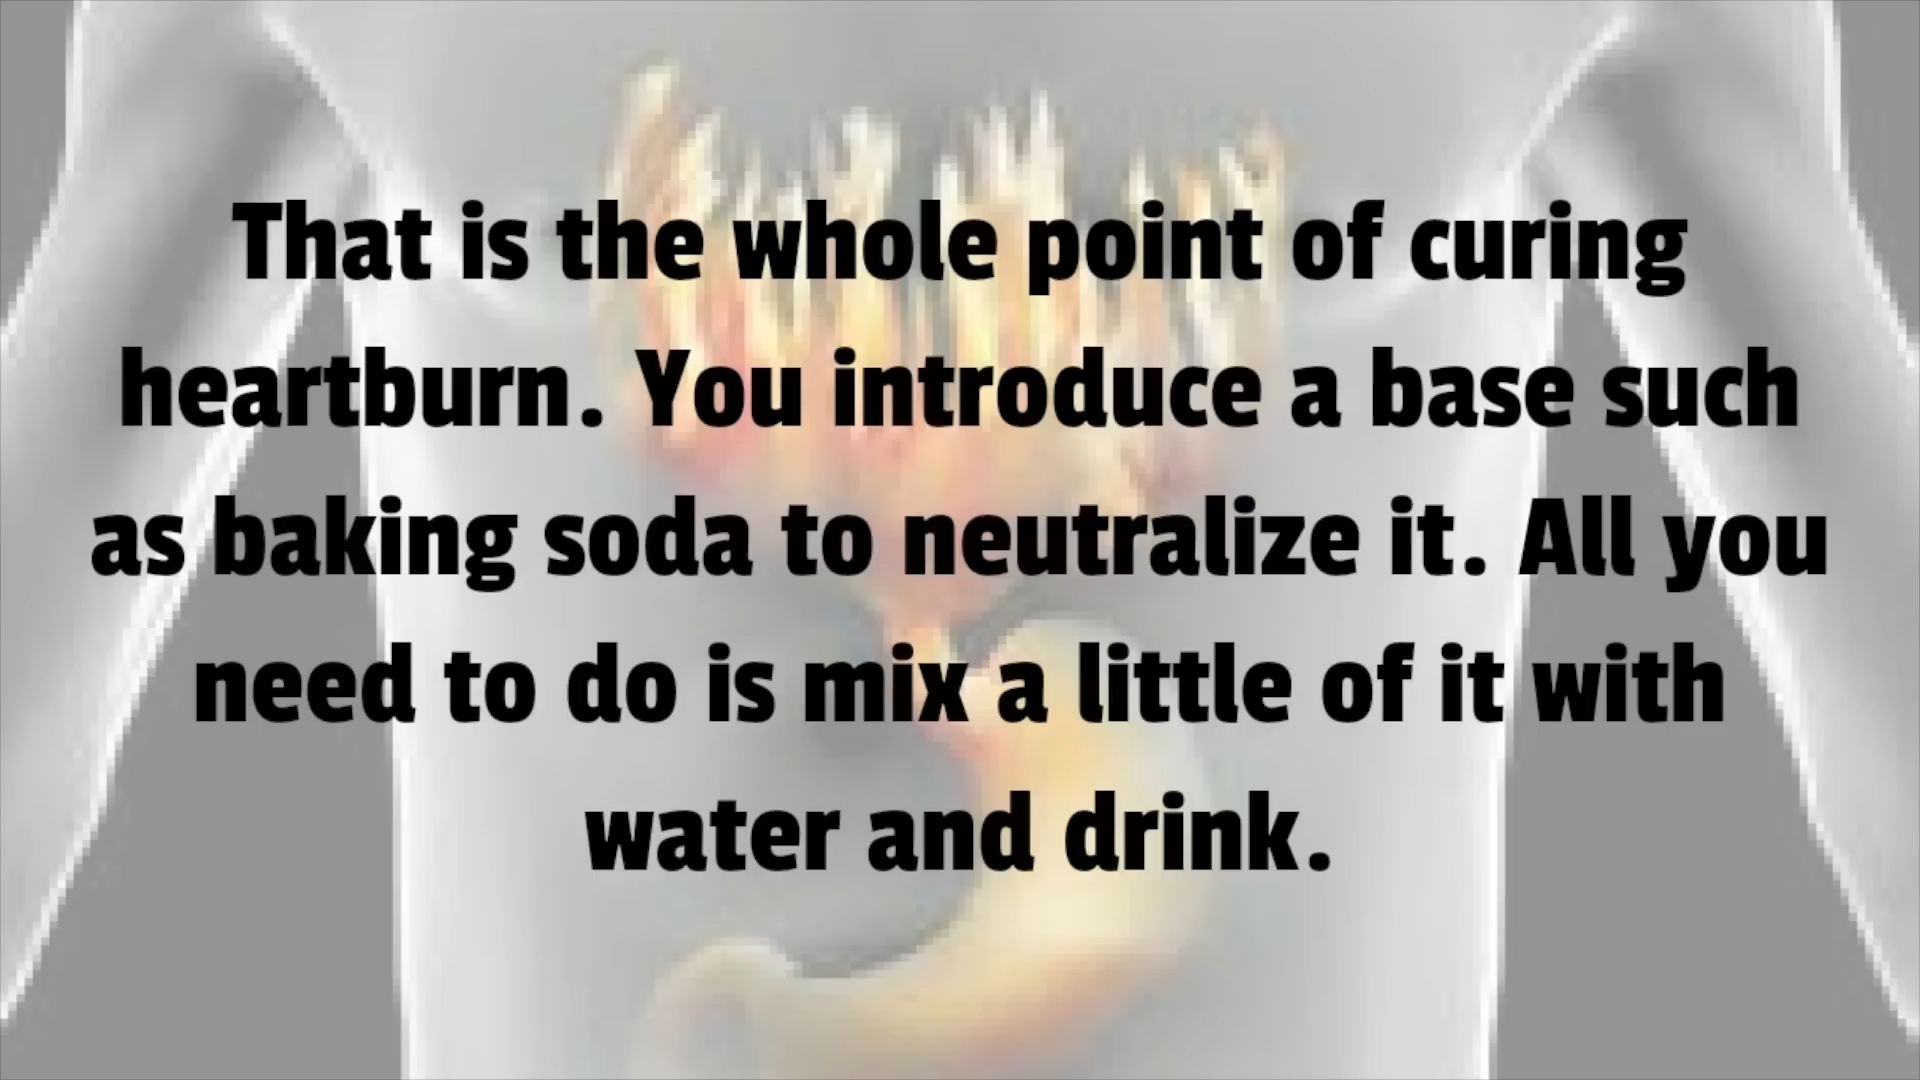 That is the whole point of curing
heartburn. You introduce a base such
as baking soda to neutralize it. All you
need to do is mix a little of it with
water and drink.